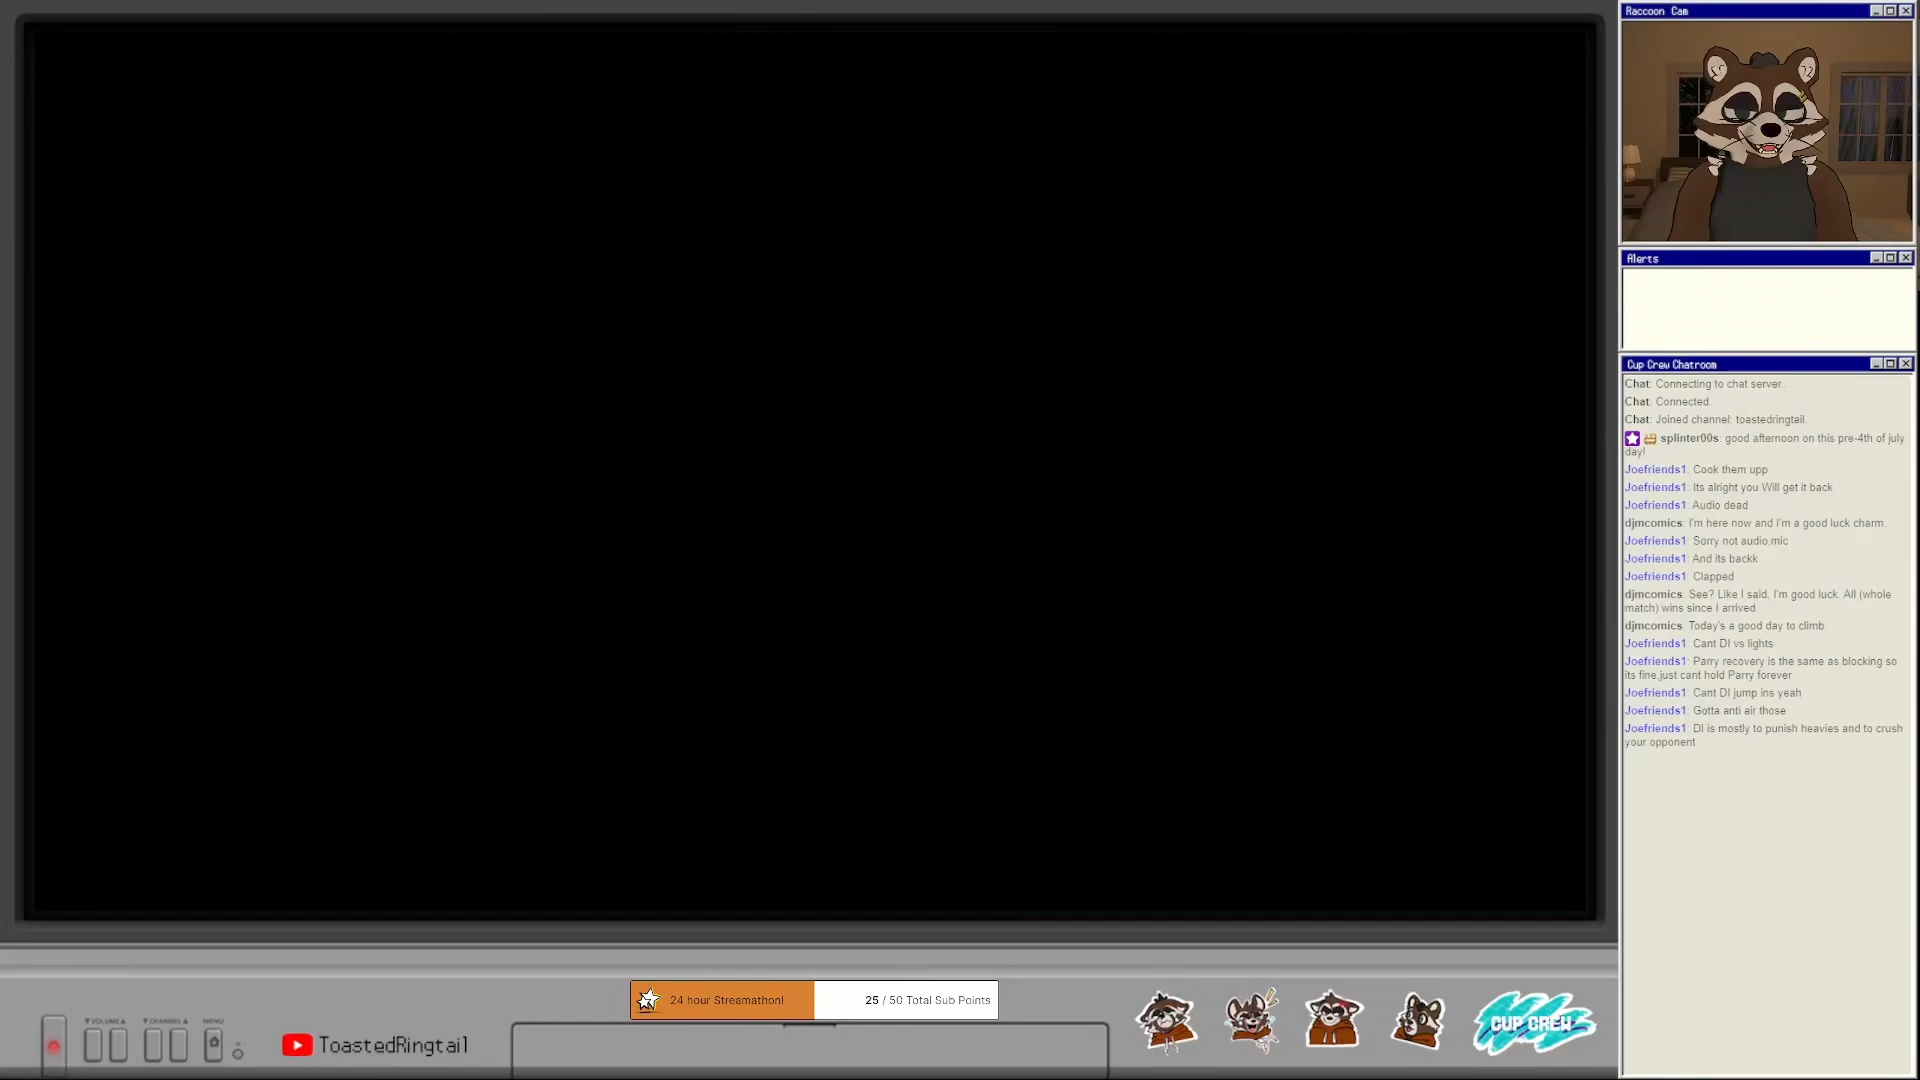 Raccoon Cam
Alerts
Cup Crew Chatroom
Chat: Connecting to chat server..
Chat: Connected.
Chat: Joined channel: toastedringtail.
splinter00s: good afternoon on this pre-4th of july
day!
Joefriends1: Cook them upp
Joefriends1: Its alright you Will get it back
Joefriends1: Audio dead
djmcomics: I'm here now and I'm a good luck charm.
Joefriends1: Sorry not audio,mic
Joefriends1: And its backk
Joefriends1: Clapped
djmcomics: See? Like I said, I'm good luck. All (whole
match) wins since I arrived.
djmcomics: Today's a good day to climb
Joefriends1: Cant DI vs lights
Joefriends1: Parry recovery is the same as blocking so
its fine,just cant hold Parry forever
Joefriends1: Cant DI jump ins yeah
Joefriends1: Gotta anti air those
Joefriends1: DI is mostly to punish heavies and to crush
your opponent
24 hour Streamathon!
25 / 50 Total Sub Points
VOLUME
CHANNEL
MENU
ToastedRingtail
CUP CREW